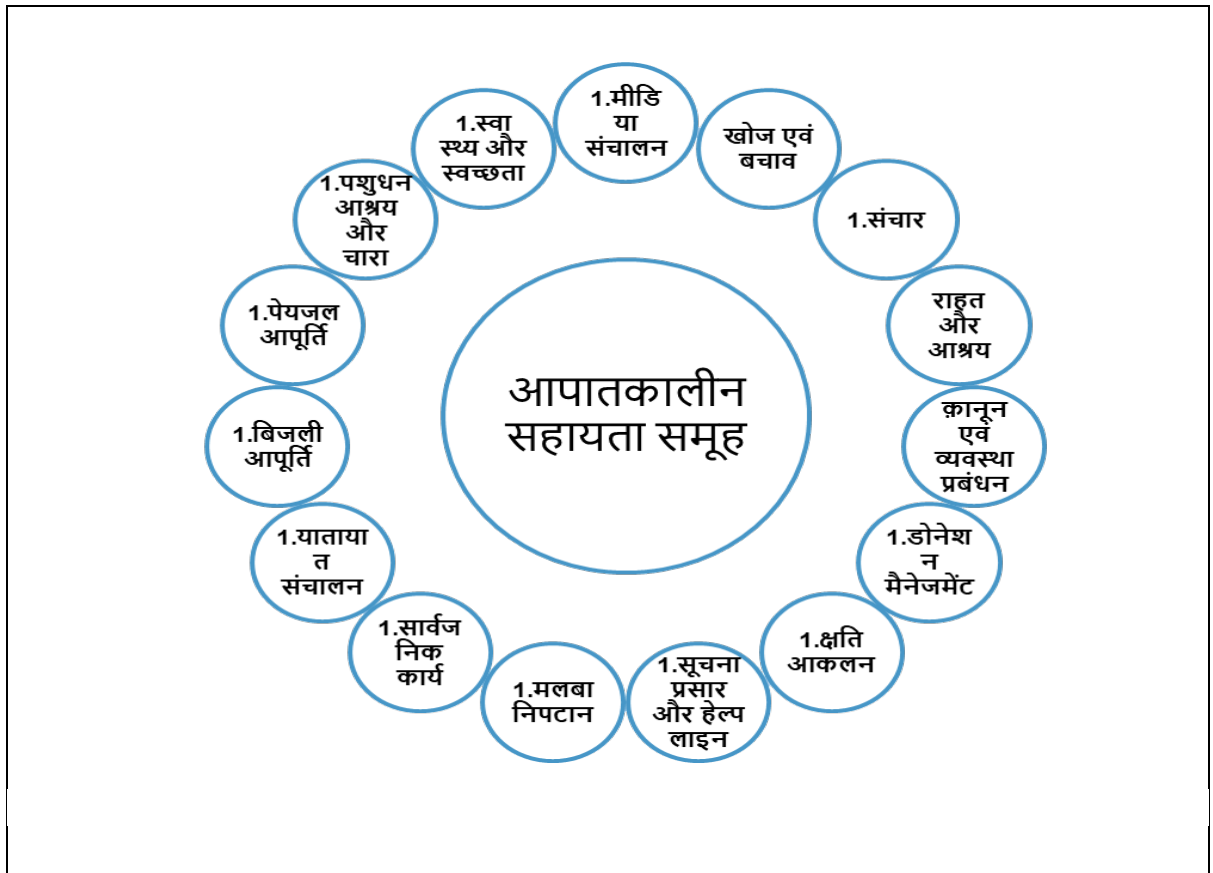 1.मीडि
या
संचालन
खोज एवं
बचाव
1.संचार
राहत
और
आश्रय
क़ानून
एवं
व्यवस्था
प्रबंधन
1.डोनेश
न
मैनेजमेंट
1.क्षति
आकलन
1.सूचना
प्रसार
और हेल्प
लाइन
1.मलबा
निपटान
1.सार्वज
निक
कार्य
1.याताया
त
संचालन
1.बिजली
आपूर्ति
1.पेयजल
आपूर्ति
1.पशुधन
आश्रय
और
चारा
1.स्वा
स्थ्य और
स्वच्छता
आपातकालीन
सहायता समूह